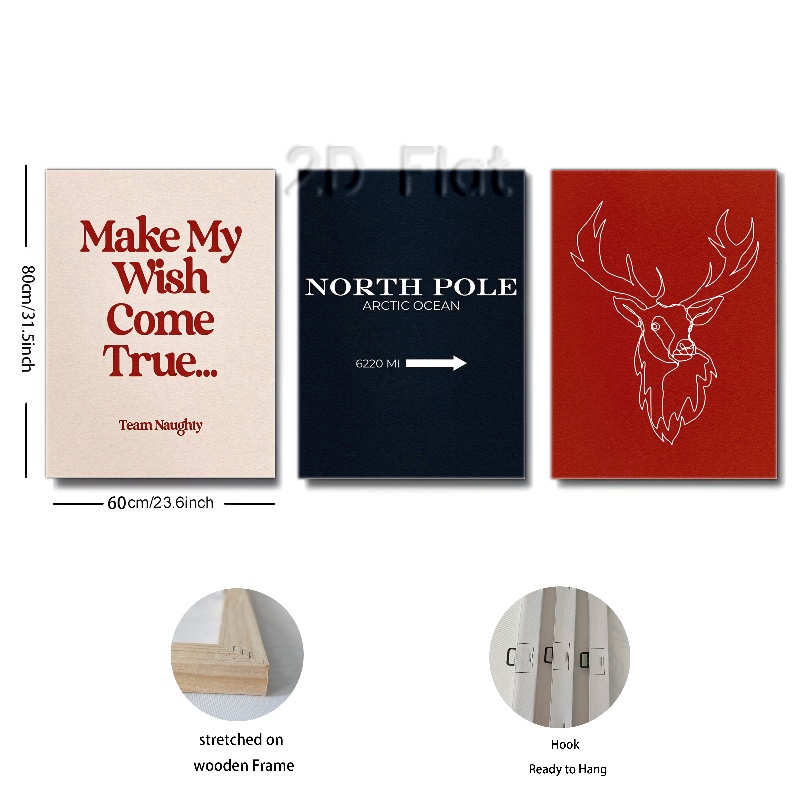 2D Flat
80cm/31.5inch
Make My
Wish
Come
True...
Team Naughty
NORTH POLE
ARCTIC OCEAN
6220 MI
60cm/23.6inch
stretched on
wooden Frame
Hook
Ready to Hang